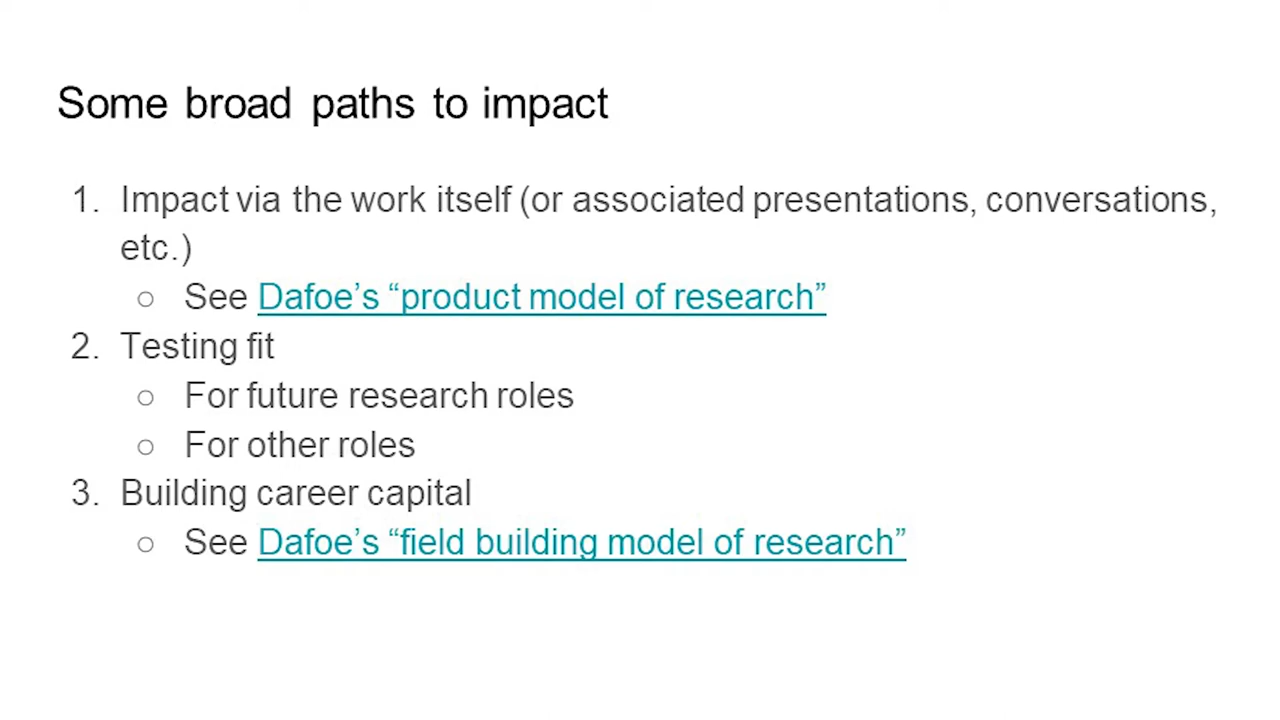 Some broad paths to impact
1. Impact via the work itself (or associated presentations, conversations,
etc.)
○ See Dafoe’s “product model of research”
2. Testing fit
○ For future research roles
○ For other roles
3. Building career capital
○ See Dafoe’s “field building model of research”